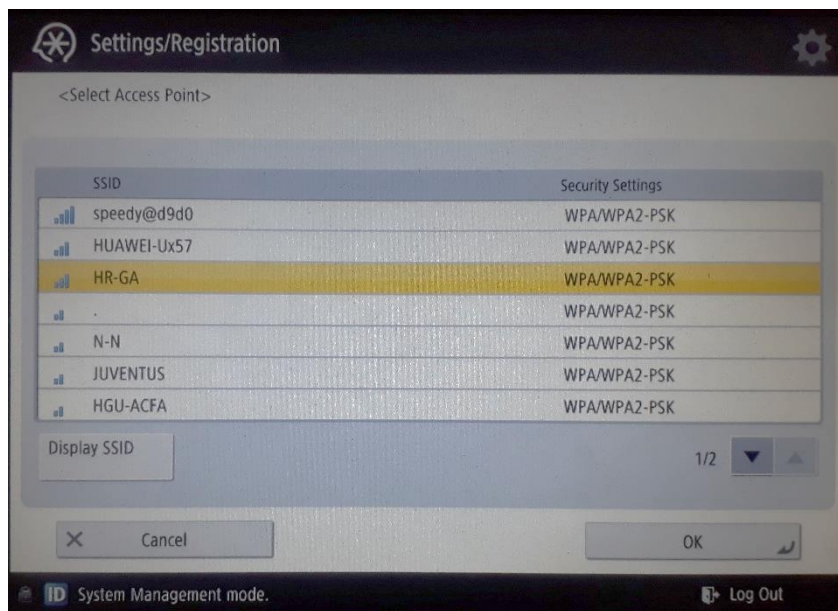 Settings/Registration
<Select Access Point>
SSID Security Settings
speedy@d9d0 WPA/WPA2-PSK
HUAWEI-Ux57 WPA/WPA2-PSK
HR-GA WPA/WPA2-PSK
. WPA/WPA2-PSK
N-N WPA/WPA2-PSK
JUVENTUS WPA/WPA2-PSK
HGU-ACFA WPA/WPA2-PSK
Display SSID 1/2
Cancel OK
ID System Management mode. Log Out